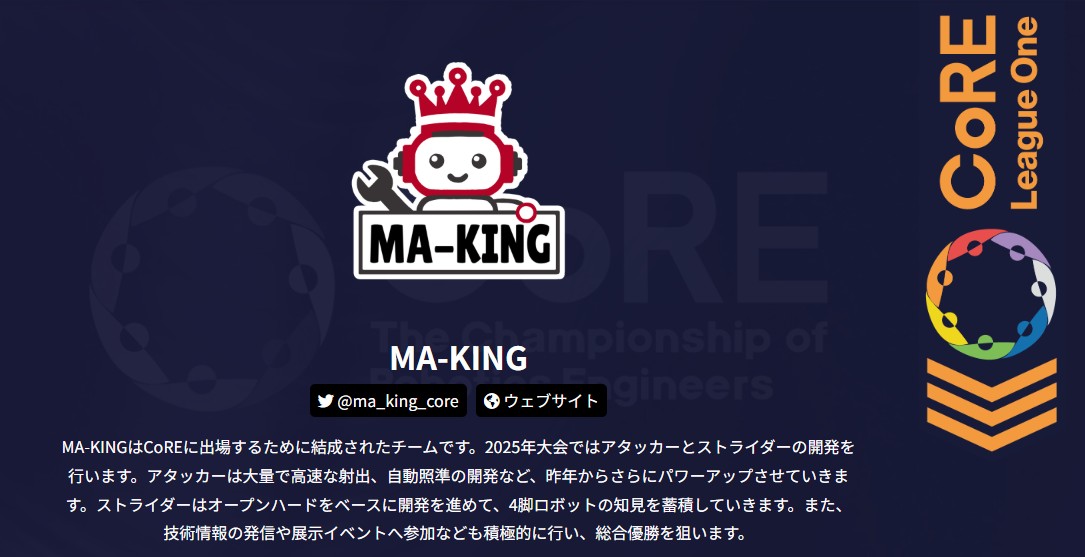 CoRE
League One
MA-KING
CoRE
The Championship of
Robotics Engineers
MA-KING
@ma_king_core ウェブサイト
MA-KINGはCoREに出場するために結成されたチームです。2025年大会ではアタッカーとストライダーの開発を
行います。アタッカーは大量で高速な射出、自動照準の開発など、昨年からさらにパワーアップさせていきま
す。ストライダーはオープンハードをベースに開発を進めて、4脚ロボットの知見を蓄積していきます。また、
技術情報の発信や展示イベントへ参加なども積極的に行い、総合優勝を狙います。